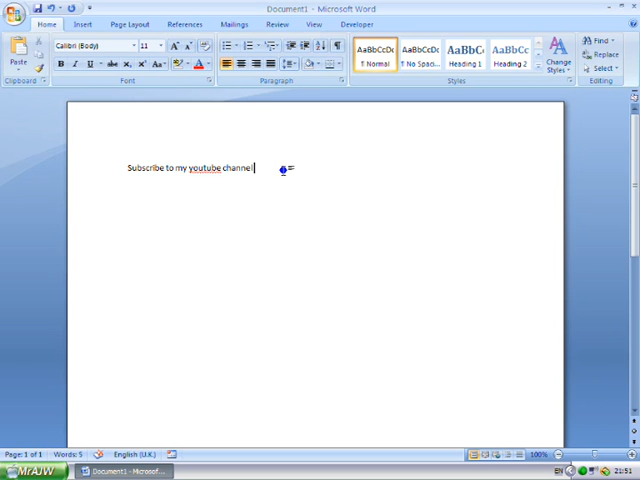 Document1 - Microsoft Word
Home Insert Page Layout References Mailings Review View Developer
Paste
Calibri (Body) 11
AaBbCcDc AaBbCcDc AaBbCc AaBbCc
¶ Normal ¶ No Spaci... Heading 1 Heading 2
Change Styles
Find
Replace
Select
Clipboard Font Paragraph Styles Editing
Subscribe to my youtube channel
Page: 1 of 1 Words: 5 English (U.K.) 100%
MrAJW Document1 - Microsof... EN 21:51